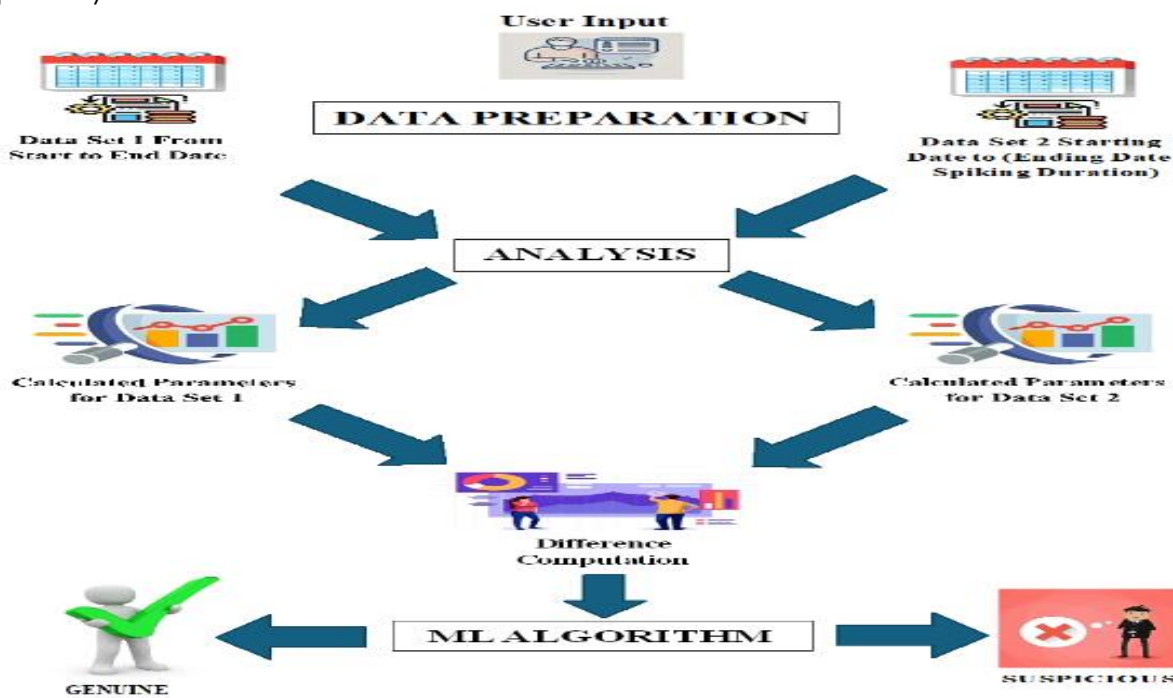 User Input
DATA PREPARATION
Data Set 1 From
Start to End Date
Data Set 2 Starting
Date to (Ending Date
Spiking Duration)
ANALYSIS
Calculated Parameters
for Data Set 1
Calculated Parameters
for Data Set 2
Difference
Computation
ML ALGORITHM
GENUINE
SUSPICIOUS